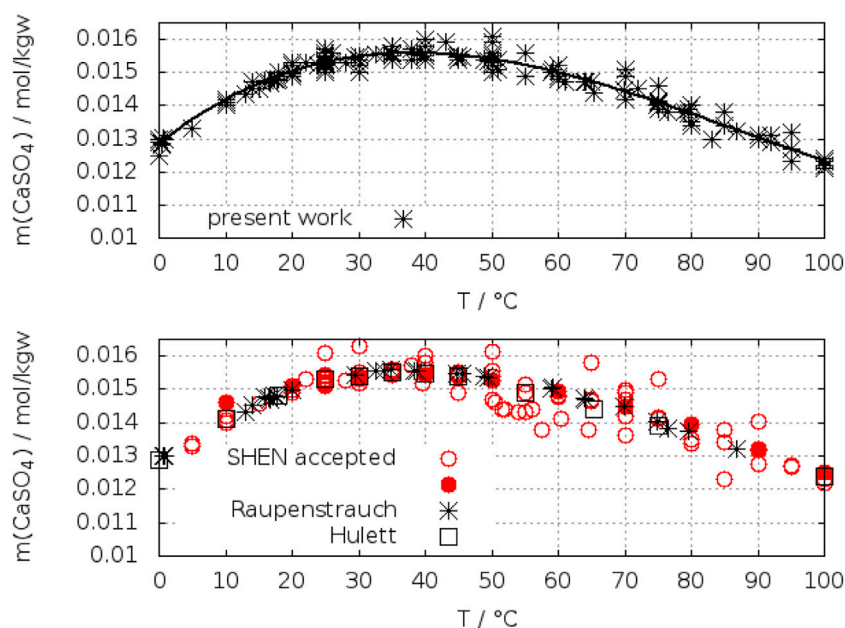 m(CaSO₄) / mol/kgw
0.016
0.015
0.014
0.013
0.012
0.011
0.01
present work
0 10 20 30 40 50 60 70 80 90 100
T / °C
m(CaSO₄) / mol/kgw
0.016
0.015
0.014
0.013
0.012
0.011
0.01
SHEN accepted
Raupenstrauch
Hulett
0 10 20 30 40 50 60 70 80 90 100
T / °C